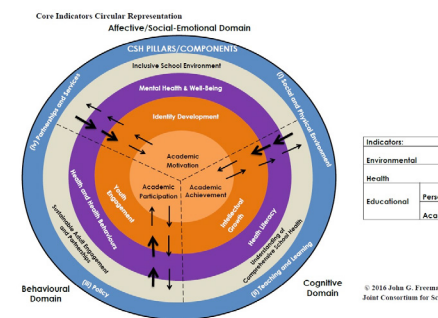 Core Indicators Circular Representation
Affective/Social-Emotional Domain
CSH PILLARS/COMPONENTS
Inclusive School Environment
Mental Health & Well-Being
Identity Development
Academic
Motivation
(iv) Partnerships and Services
(i) Social and Physical Environment
Academic
Participation
Academic
Achievement
Youth
Engagement
Intellectual
Growth
Health and Health Behaviours
Health Literacy
Sustainable Adult Engagement
and Partnerships
Understanding of
Comprehensive School Health
(iii) Policy
(ii) Teaching and Learning
Behavioural
Domain
Cognitive
Domain
Indicators:
Environmental
Health
Educational
Pers
Aca
© 2016 John G. Freema
Joint Consortium for Sc